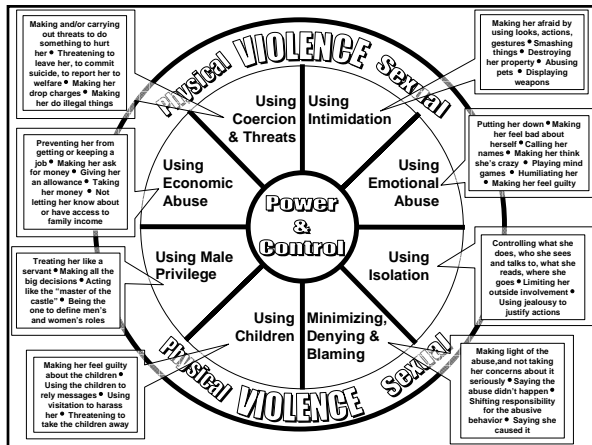 Making and/or carrying
out threats to do
something to hurt
her • Threatening to
leave her, to commit
suicide, to report her to
welfare • Making her
drop charges • Making
her do illegal things
Physical VIOLENCE Sexual
Making her afraid by
using looks, actions,
gestures • Smashing
things • Destroying
her property • Abusing
pets • Displaying
weapons
Using
Coercion
& Threats
Using
Intimidation
Preventing her from
getting or keeping a
job • Making her ask
for money • Giving her
an allowance • Taking
her money • Not
letting her know about
or have access to
family income
Using
Economic
Abuse
Using
Emotional
Abuse
Putting her down • Making
her feel bad about
herself • Calling her
names • Making her think
she's crazy • Playing mind
games • Humiliating her
• Making her feel guilty
Power
&
Control
Treating her like a
servant • Making all the
big decisions • Acting
like the "master of the
castle" • Being the
one to define men's
and women's roles
Using Male
Privilege
Using
Isolation
Controlling what she
does, who she sees
and talks to, what she
reads, where she
goes • Limiting her
outside involvement •
Using jealousy to
justify actions
Making her feel guilty
about the children •
Using the children to
rely messages • Using
visitation to harass
her • Threatening to
take the children away
Using
Children
Minimizing,
Denying &
Blaming
Making light of the
abuse,and not taking
her concerns about it
seriously • Saying the
abuse didn't happen •
Shifting responsibility
for the abusive
behavior • Saying she
caused it
Physical VIOLENCE Sexual